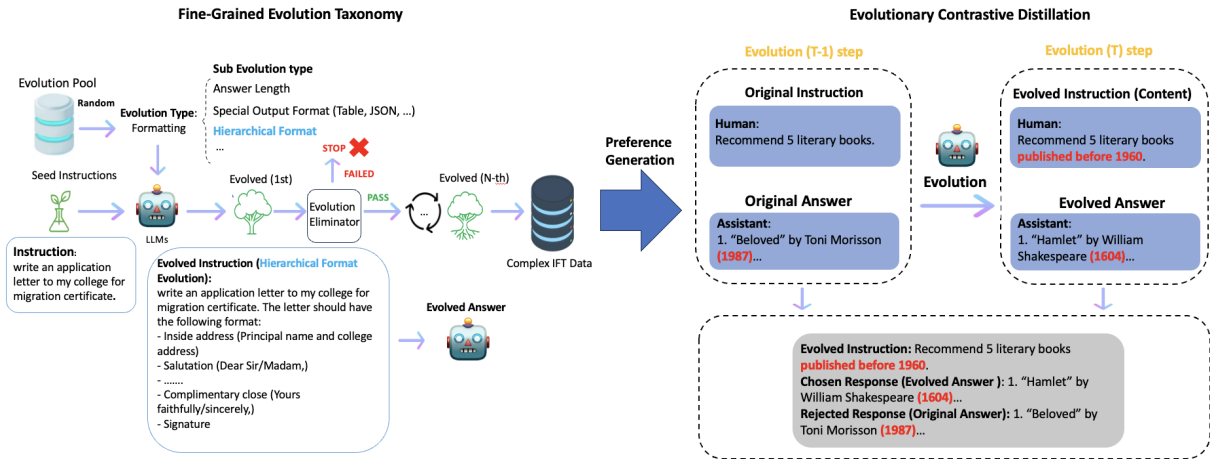 Fine-Grained Evolution Taxonomy
Evolution Pool
Random
Evolution Type:
Formatting
Sub Evolution type
Answer Length
Special Output Format (Table, JSON, ...)
Hierarchical Format
...
STOP
FAILED
Seed Instructions
LLMs
Evolved (1st)
Evolution
Eliminator
PASS
...
Evolved (N-th)
Complex IFT Data
Instruction:
write an application
letter to my college for
migration certificate.
Evolved Instruction (Hierarchical Format
Evolution):
write an application letter to my college for
migration certificate. The letter should have
the following format:
- Inside address (Principal name and college
address)
- Salutation (Dear Sir/Madam,)
- .......
- Complimentary close (Yours
faithfully/sincerely,)
- Signature
Evolved Answer
Preference
Generation
Evolutionary Contrastive Distillation
Evolution (T-1) step
Original Instruction
Human:
Recommend 5 literary books.
Original Answer
Assistant:
1. “Beloved” by Toni Morisson
(1987)...
Evolution
Evolution (T) step
Evolved Instruction (Content)
Human:
Recommend 5 literary books
published before 1960.
Evolved Answer
Assistant:
1. “Hamlet” by William
Shakespeare (1604)...
Evolved Instruction: Recommend 5 literary books
published before 1960.
Chosen Response (Evolved Answer ): 1. “Hamlet” by
William Shakespeare (1604)...
Rejected Response (Original Answer): 1. “Beloved” by
Toni Morisson (1987)...